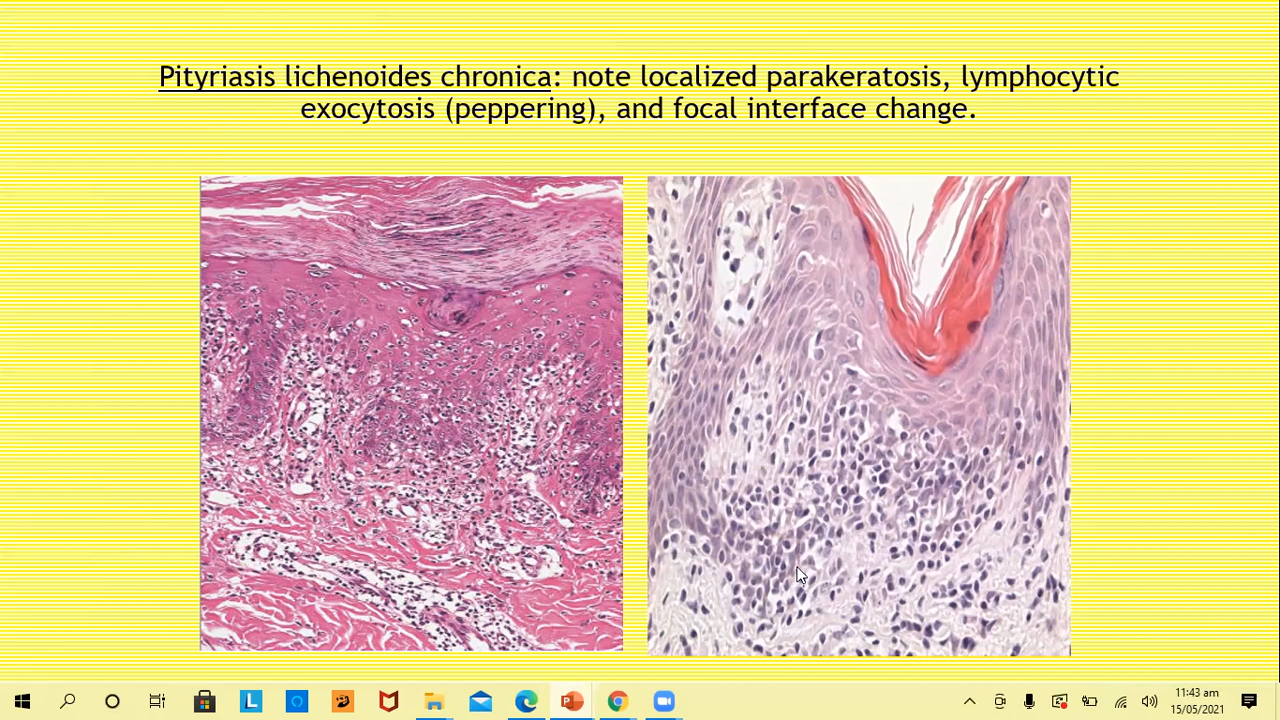 Pityriasis lichenoides chronica: note localized parakeratosis, lymphocytic
exocytosis (peppering), and focal interface change.
L
11:43 am
15/05/2021